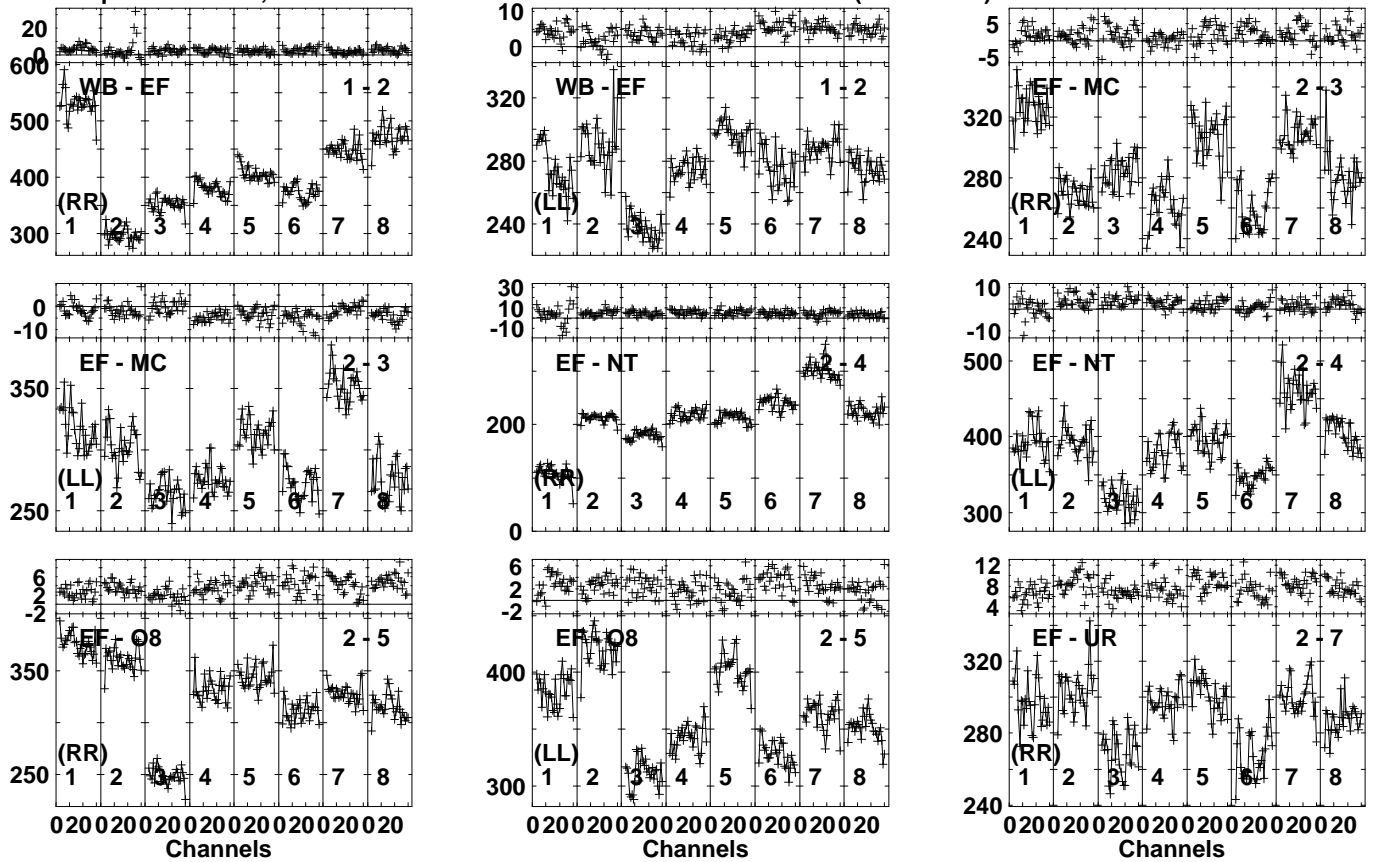 20
0
600
WB - EF 1 - 2
500
400
(RR)
1 2 3 4 5 6 7 8
300
10
0
WB - EF 1 - 2
320
280
(LL)
1 2 3 4 5 6 7 8
240
5
-5
EF - MC 2 - 3
320
280
(RR)
1 2 3 4 5 6 7 8
240
0
-10
EF - MC 2 - 3
350
(LL)
1 2 3 4 5 6 7 8
250
30
10
-10
EF - NT 2 - 4
200
(RR)
1 2 3 4 5 6 7 8
0
10
-10
500
EF - NT 2 - 4
400
(LL)
1 2 3 4 5 6 7 8
300
6
2
-2
EF - O8 2 - 5
350
(RR)
1 2 3 4 5 6 7 8
250
0 20 0 20 0 20 0 20 0 20 0 20 0 20 0 20
Channels
6
2
-2
EF - O8 2 - 5
400
(LL)
1 2 3 4 5 6 7 8
300
0 20 0 20 0 20 0 20 0 20 0 20 0 20 0 20
Channels
12
8
4
EF - UR 2 - 7
320
280
(RR)
1 2 3 4 5 6 7 8
240
0 20 0 20 0 20 0 20 0 20 0 20 0 20 0 20
Channels